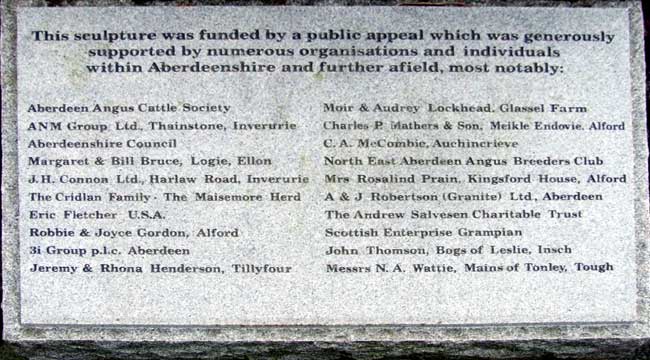 This sculpture was funded by a public appeal which was generously
supported by numerous organisations and individuals
within Aberdeenshire and further afield, most notably:
Aberdeen Angus Cattle Society
ANM Group Ltd., Thainstone, Inverurie
Aberdeenshire Council
Margaret & Bill Bruce, Logie, Ellon
J.H. Connon Ltd., Harlaw Road, Inverurie
The Cridlan Family - The Maisemore Herd
Eric Fletcher U.S.A.
Robbie & Joyce Gordon, Alford
3i Group p.l.c. Aberdeen
Jeremy & Rhona Henderson, Tillyfour
Moir & Audrey Lockhead, Glassel Farm
Charles P. Mathers & Son, Meikle Endovie, Alford
C. A. McCombie, Auchincrieve
North East Aberdeen Angus Breeders Club
Mrs Rosalind Prain, Kingsford House, Alford
A & J Robertson (Granite) Ltd., Aberdeen
The Andrew Salvesen Charitable Trust
Scottish Enterprise Grampian
John Thomson, Bogs of Leslie, Insch
Messrs N. A. Wattie, Mains of Tonley, Tough